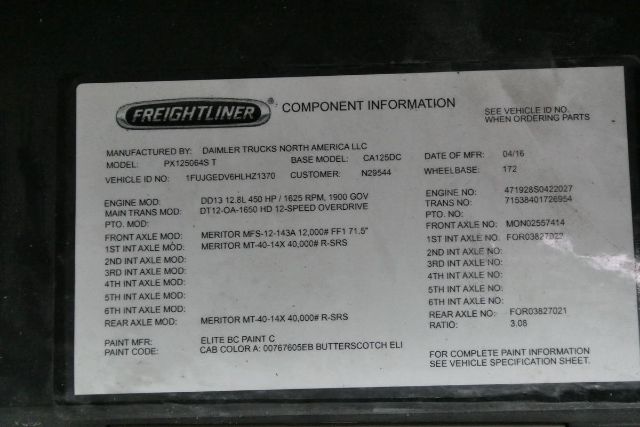 FREIGHTLINER ® COMPONENT INFORMATION
SEE VEHICLE ID NO.
WHEN ORDERING PARTS
MANUFACTURED BY: DAIMLER TRUCKS NORTH AMERICA LLC
MODEL: PX125064S T BASE MODEL: CA125DC DATE OF MFR: 04/16
VEHICLE ID NO: 1FUJGEDV6HLHZ1370 CUSTOMER: N29544 WHEELBASE: 172
ENGINE MOD: DD13 12.8L 450 HP / 1625 RPM, 1900 GOV ENGINE NO: 471928S0422027
MAIN TRANS MOD: DT12-OA-1650 HD 12-SPEED OVERDRIVE TRANS NO: 71538401726954
PTO. MOD: PTO. NO:
FRONT AXLE MOD: MERITOR MFS-12-143A 12,000# FF1 71.5" FRONT AXLE NO: MON02557414
1ST INT AXLE MOD: MERITOR MT-40-14X 40,000# R-SRS 1ST INT AXLE NO: FOR03827022
2ND INT AXLE MOD: 2ND INT AXLE NO:
3RD INT AXLE MOD: 3RD INT AXLE NO:
4TH INT AXLE MOD: 4TH INT AXLE NO:
5TH INT AXLE MOD: 5TH INT AXLE NO:
6TH INT AXLE MOD: 6TH INT AXLE NO:
REAR AXLE MOD: MERITOR MT-40-14X 40,000# R-SRS REAR AXLE NO: FOR03827021
RATIO: 3.08
PAINT MFR: ELITE BC PAINT C
PAINT CODE: CAB COLOR A: 00767605EB BUTTERSCOTCH ELI
FOR COMPLETE PAINT INFORMATION
SEE VEHICLE SPECIFICATION SHEET.